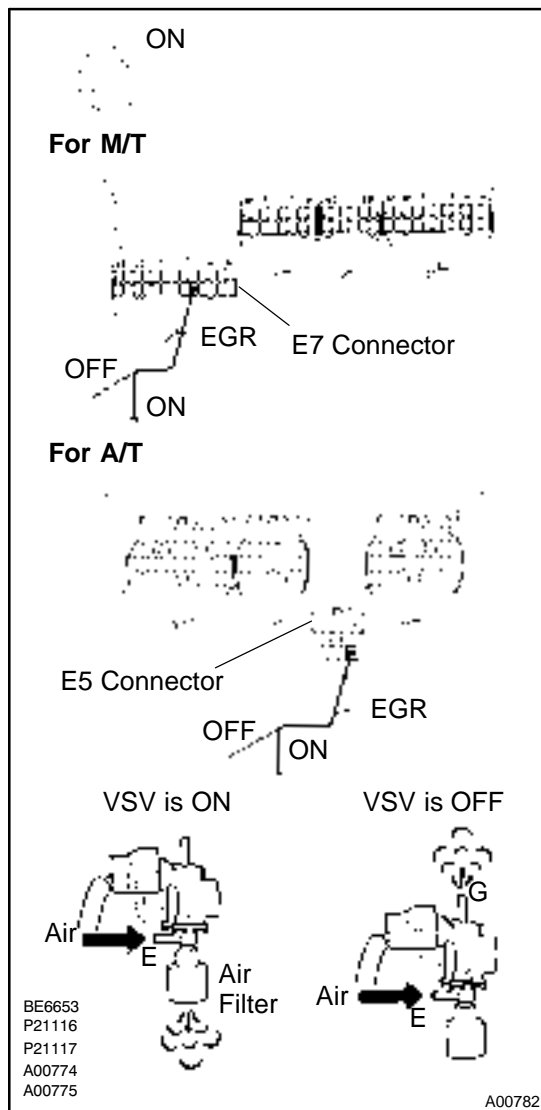 ON
For M/T
EGR
E7 Connector
OFF
ON
For A/T
E5 Connector
EGR
OFF
ON
VSV is ON
VSV is OFF
G
Air
E
Air
Filter
Air
E
BE6653
P21116
P21117
A00774
A00775
A00782